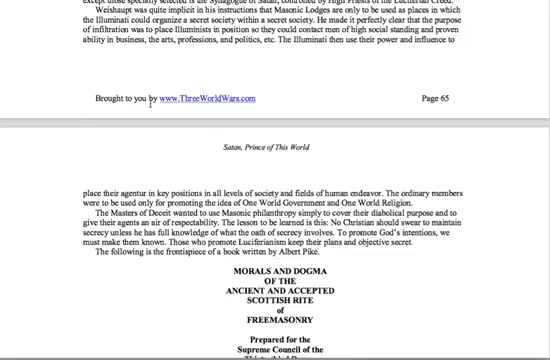 except those specially selected is the Synagogue of Satan, controlled by High Priests of the Luciferian Creed.
Weishaupt was quite implicit in his instructions that Masonic Lodges are only to be used as places in which
the Illuminati could organize a secret society within a secret society. He made it perfectly clear that the purpose
of infiltration was to place Illuminists in position so they could contact men of high social standing and proven
ability in business, the arts, professions, and politics, etc. The Illuminati then use their power and influence to
Brought to you by www.ThreeWorldWars.com Page 65
Satan, Prince of This World
place their agentur in key positions in all levels of society and fields of human endeavor. The ordinary members
were to be used only for promoting the idea of One World Government and One World Religion.
The Masters of Deceit wanted to use Masonic philanthropy simply to cover their diabolical purpose and to
give their agents an air of respectability. The lesson to be learned is this: No Christian should swear to maintain
secrecy unless he has full knowledge of what the oath of secrecy involves. To promote God's intentions, we
must make them known. Those who promote Luciferianism keep their plans and objective secret.
The following is the frontispiece of a book written by Albert Pike.
MORALS AND DOGMA
OF THE
ANCIENT AND ACCEPTED
SCOTTISH RITE
of
FREEMASONRY
Prepared for the
Supreme Council of the